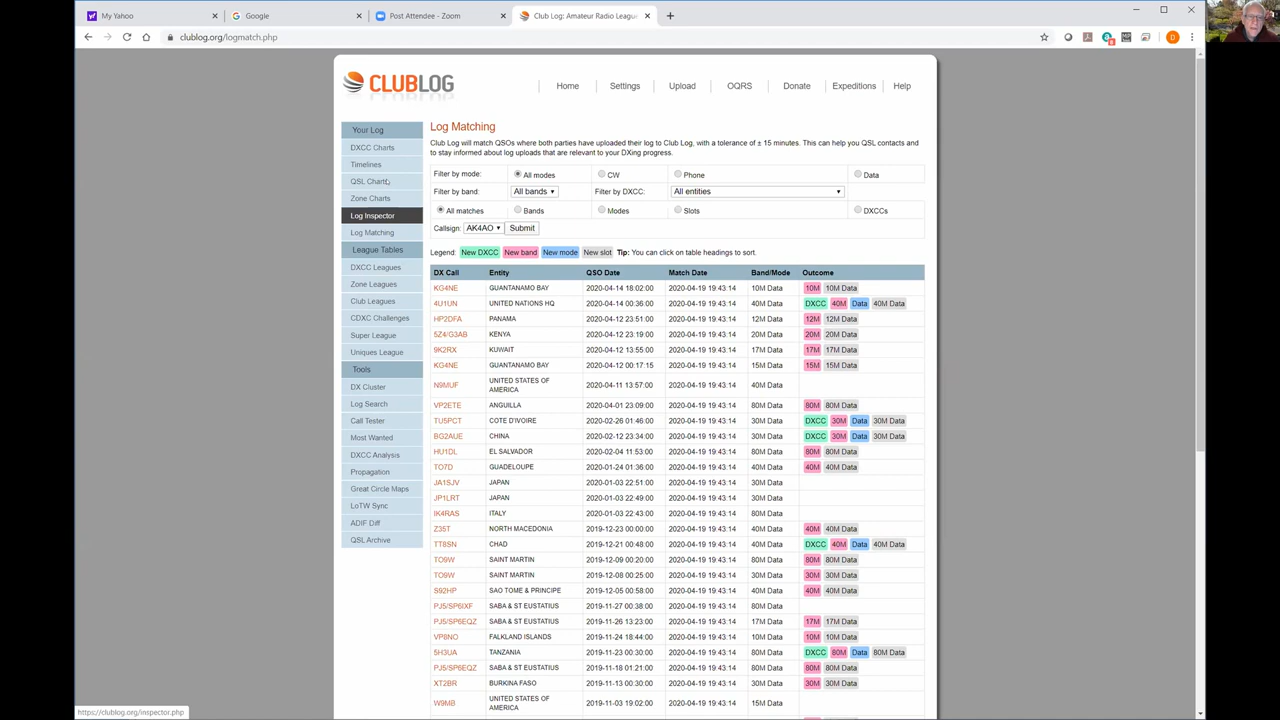 My Yahoo
Google
Post Attendee - Zoom
Club Log: Amateur Radio League
clublog.org/logmatch.php
CLUBLOG
Home Settings Upload OQRS Donate Expeditions Help
Your Log
DXCC Charts
Timelines
QSL Charts
Zone Charts
Log Inspector
Log Matching
League Tables
DXCC Leagues
Zone Leagues
Club Leagues
CDXC Challenges
Super League
Uniques League
Tools
DX Cluster
Log Search
Call Tester
Most Wanted
DXCC Analysis
Propagation
Great Circle Maps
LoTW Sync
ADIF Diff
QSL Archive
Log Matching
Club Log will match QSOs where both parties have uploaded their log to Club Log, with a tolerance of ± 15 minutes. This can help you QSL contacts and
to stay informed about log uploads that are relevant to your DXing progress.
Filter by mode: All modes CW Phone Data
Filter by band: All bands Filter by DXCC: All entities
All matches Bands Modes Slots DXCCs
Callsign: AK4AO Submit
Legend: New DXCC New band New mode New slot Tip: You can click on table headings to sort.
DX Call Entity QSO Date Match Date Band/Mode Outcome
KG4NE GUANTANAMO BAY 2020-04-14 18:02:00 2020-04-19 19:43:14 10M Data 10M 10M Data
4U1UN UNITED NATIONS HQ 2020-04-14 00:36:00 2020-04-19 19:43:14 40M Data DXCC 40M Data 40M Data
HP2DFA PANAMA 2020-04-12 23:51:00 2020-04-19 19:43:14 12M Data 12M 12M Data
5Z4/G3AB KENYA 2020-04-12 23:19:00 2020-04-19 19:43:14 20M Data 20M 20M Data
9K2RX KUWAIT 2020-04-12 13:55:00 2020-04-19 19:43:14 17M Data 17M 17M Data
KG4NE GUANTANAMO BAY 2020-04-12 00:17:15 2020-04-19 19:43:14 15M Data 15M 15M Data
N9MUF UNITED STATES OF AMERICA 2020-04-11 13:57:00 2020-04-19 19:43:14 40M Data
VP2ETE ANGUILLA 2020-04-01 23:09:00 2020-04-19 19:43:14 80M Data 80M 80M Data
TU5PCT COTE D'IVOIRE 2020-02-26 01:46:00 2020-04-19 19:43:14 30M Data DXCC 30M Data 30M Data
BG2AUE CHINA 2020-02-12 23:34:00 2020-04-19 19:43:14 30M Data DXCC 30M Data 30M Data
HU1DL EL SALVADOR 2020-02-04 11:53:00 2020-04-19 19:43:14 80M Data 80M 80M Data
TO7D GUADELOUPE 2020-01-24 01:36:00 2020-04-19 19:43:14 40M Data 40M 40M Data
JA1SJV JAPAN 2020-01-03 22:51:00 2020-04-19 19:43:14 30M Data
JP1LRT JAPAN 2020-01-03 22:49:00 2020-04-19 19:43:14 30M Data
IK4RAS ITALY 2020-01-03 22:43:00 2020-04-19 19:43:14 80M Data
Z35T NORTH MACEDONIA 2019-12-23 00:00:00 2020-04-19 19:43:14 40M Data 40M 40M Data
TT8SN CHAD 2019-12-21 00:48:00 2020-04-19 19:43:14 40M Data DXCC 40M Data 40M Data
TO9W SAINT MARTIN 2019-12-09 00:00:00 2020-04-19 19:43:14 80M Data 80M 80M Data
TO9W SAINT MARTIN 2019-12-08 00:25:00 2020-04-19 19:43:14 30M Data 30M 30M Data
S92HP SAO TOME & PRINCIPE 2019-12-05 00:58:00 2020-04-19 19:43:14 40M Data 40M 40M Data
PJ5/SP6IXF SABA & ST EUSTATIUS 2019-11-27 00:38:00 2020-04-19 19:43:14 80M Data
PJ5/SP6EQZ SABA & ST EUSTATIUS 2019-11-26 13:23:00 2020-04-19 19:43:14 17M Data 17M 17M Data
VP8NO FALKLAND ISLANDS 2019-11-24 18:44:00 2020-04-19 19:43:14 10M Data 10M 10M Data
5H3UA TANZANIA 2019-11-23 00:30:00 2020-04-19 19:43:14 80M Data DXCC 80M Data 80M Data
PJ5/SP6EQZ SABA & ST EUSTATIUS 2019-11-18 01:21:00 2020-04-19 19:43:14 80M Data 80M 80M Data
XT2BR BURKINA FASO 2019-11-13 00:30:00 2020-04-19 19:43:14 30M Data 30M 30M Data
W9MB UNITED STATES OF AMERICA 2019-11-03 19:02:00 2020-04-19 19:43:14 15M Data
https://clublog.org/inspector.php